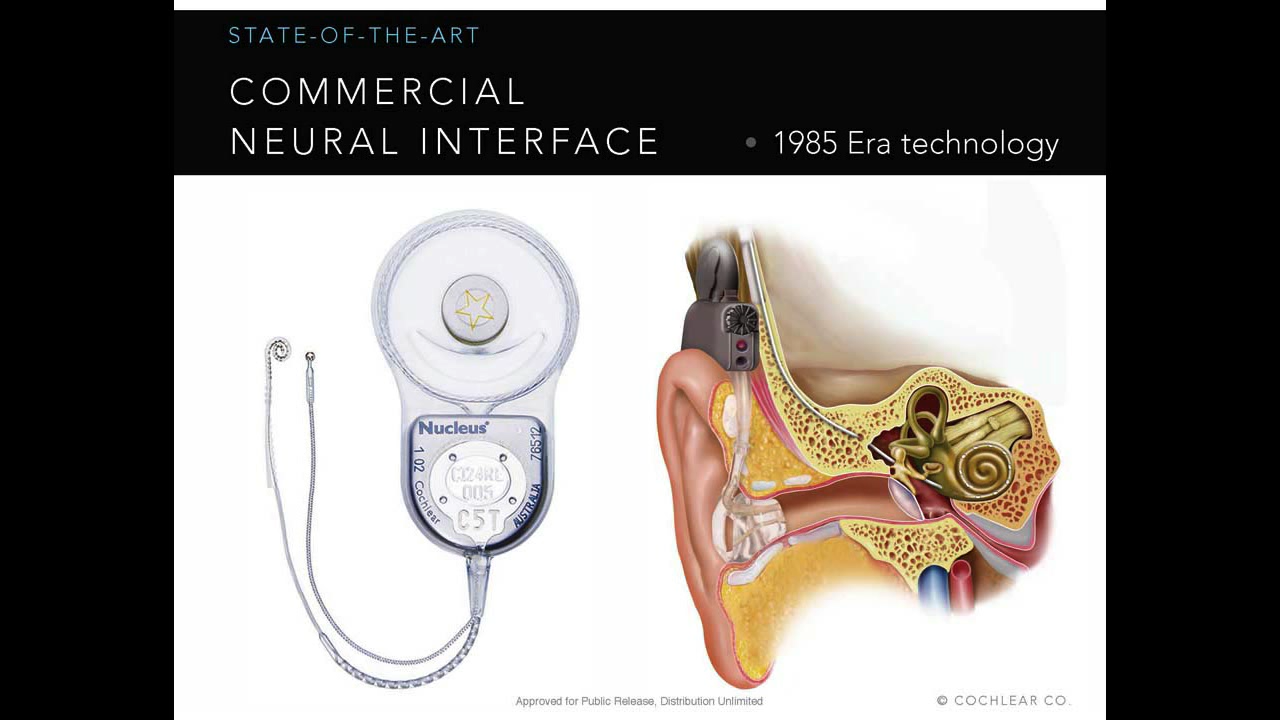 STATE-OF-THE-ART
COMMERCIAL
NEURAL INTERFACE
• 1985 Era technology
Nucleus®
1 02 Cochlear
76512
AUSTRALIA
CI24RE
005
C5T
Approved for Public Release, Distribution Unlimited
© COCHLEAR CO.